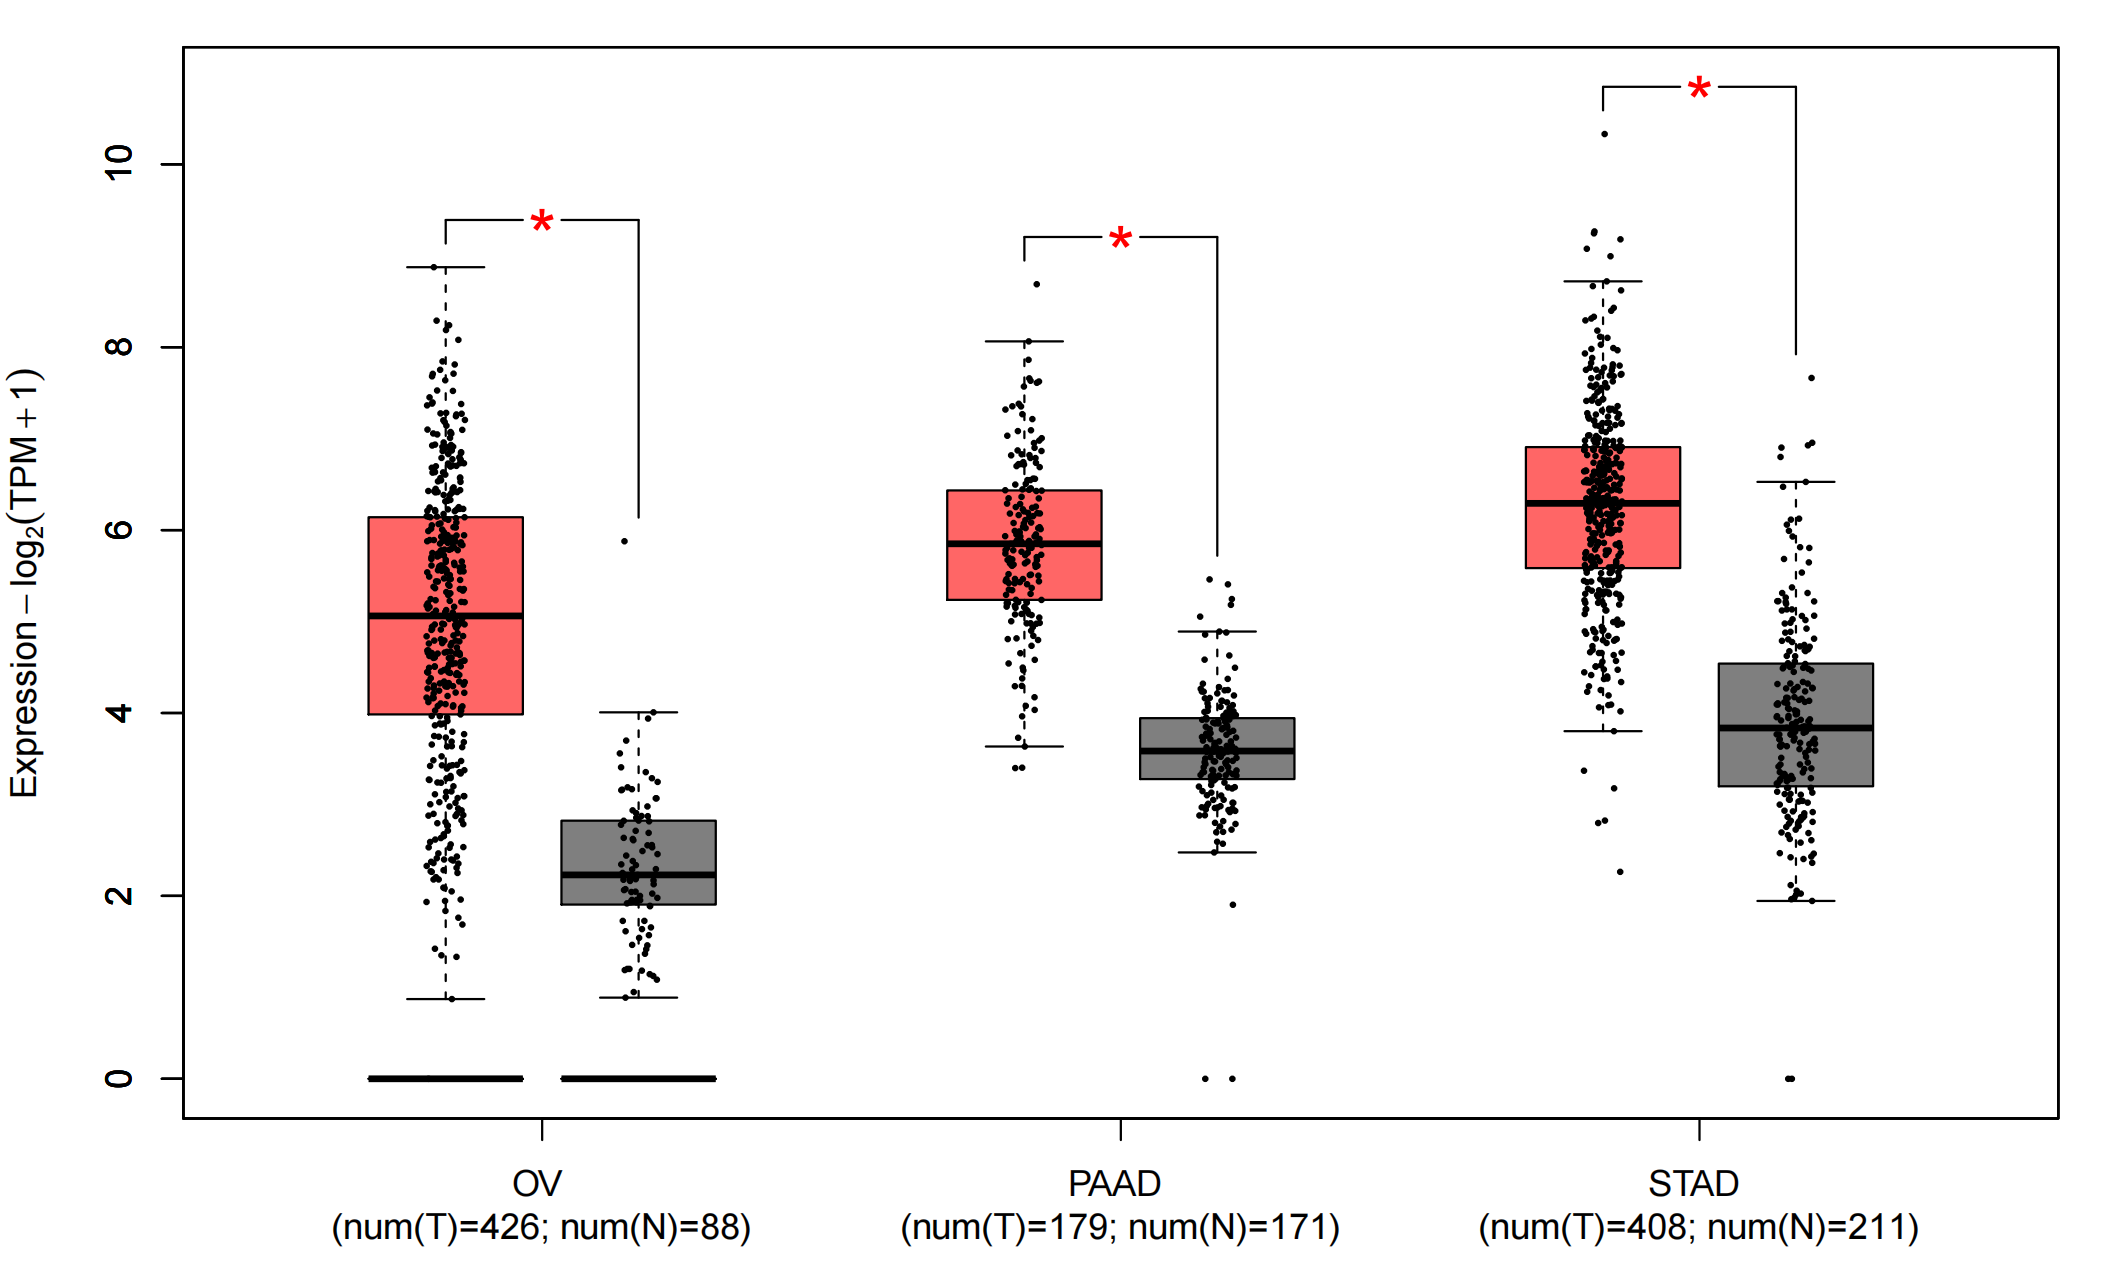 Expression − log₂(TPM + 1)
10
8
6
4
2
0
*
*
*
OV
(num(T)=426; num(N)=88)
PAAD
(num(T)=179; num(N)=171)
STAD
(num(T)=408; num(N)=211)